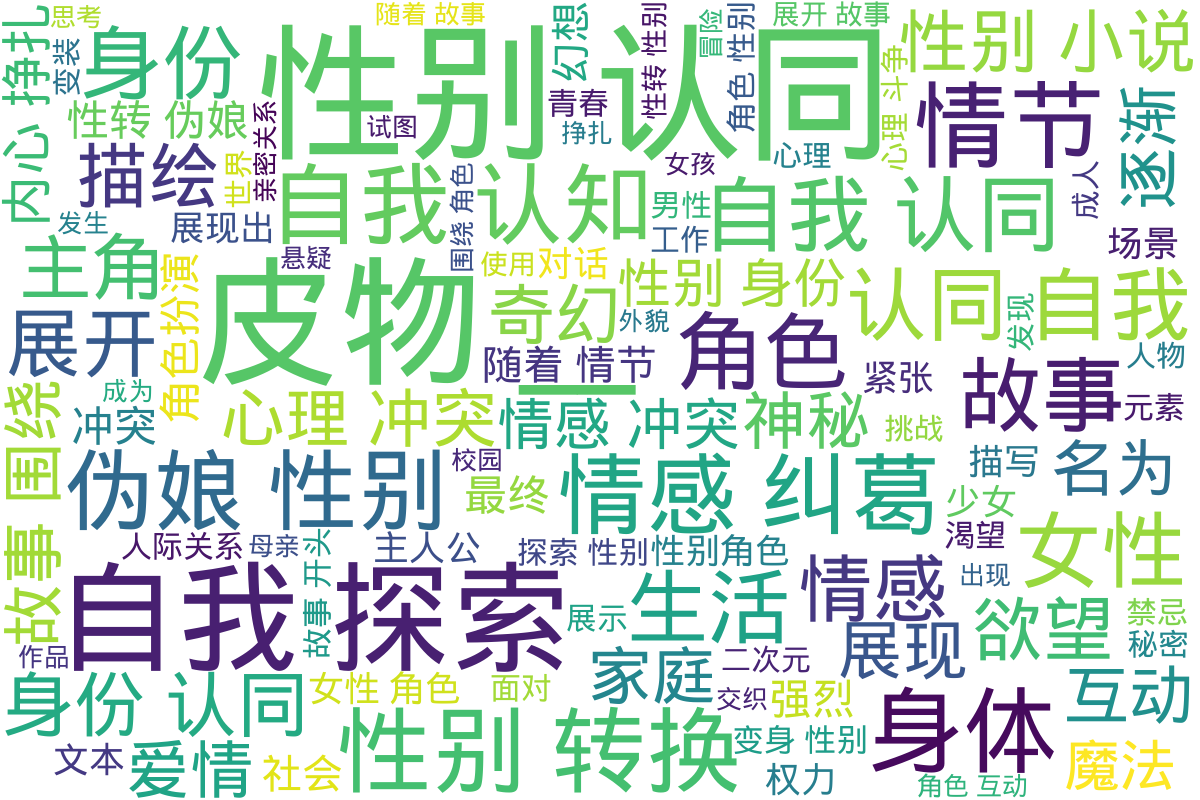 思考
随着 故事
展开 故事
挣扎
变装
身份
性别 认同
幻想
性转 性别
冒险
角色 性别
性别 小说
内心
性转 伪娘
青春
挣扎
试图
心理
心理 斗争
情节
逐渐
描绘
世界
亲密关系
自我 认知
女孩
男性
自我 认同
成人
发生
展现出
围绕 角色
工作
场景
主角
角色扮演
悬疑
使用
对话
性别 身份
认同 自我
发现
皮物
奇幻
外貌
展开
随着 情节
角色
紧张
人物
成为
一
故事
元素
围绕
冲突
心理 冲突
情感 冲突
神秘
挑战
伪娘 性别
校园
最终
情感 纠葛
描写
名为
少女
渴望
人际关系
母亲
故事 开头
主人公
探索 性别
性别角色
女性
故事
自我 探索
展示
生活
情感
出现
欲望
禁忌
秘密
作品
展现
身份 认同
女性 角色
面对
家庭
二次元
交织
强烈
互动
身体
文本
爱情
社会
性别 转换
变身 性别
权力
角色 互动
魔法